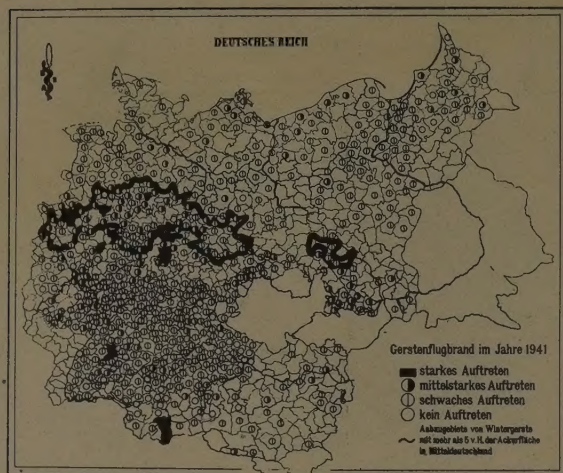 DEUTSCHES REICH
Gerstenflugbrand im Jahre 1941
starkes Auftreten
mittelstarkes Auftreten
schwaches Auftreten
kein Auftreten
Anbaugebiete von Wintergerste
mit mehr als 5 v.H. der Ackerfläche
in Mitteldeutschland